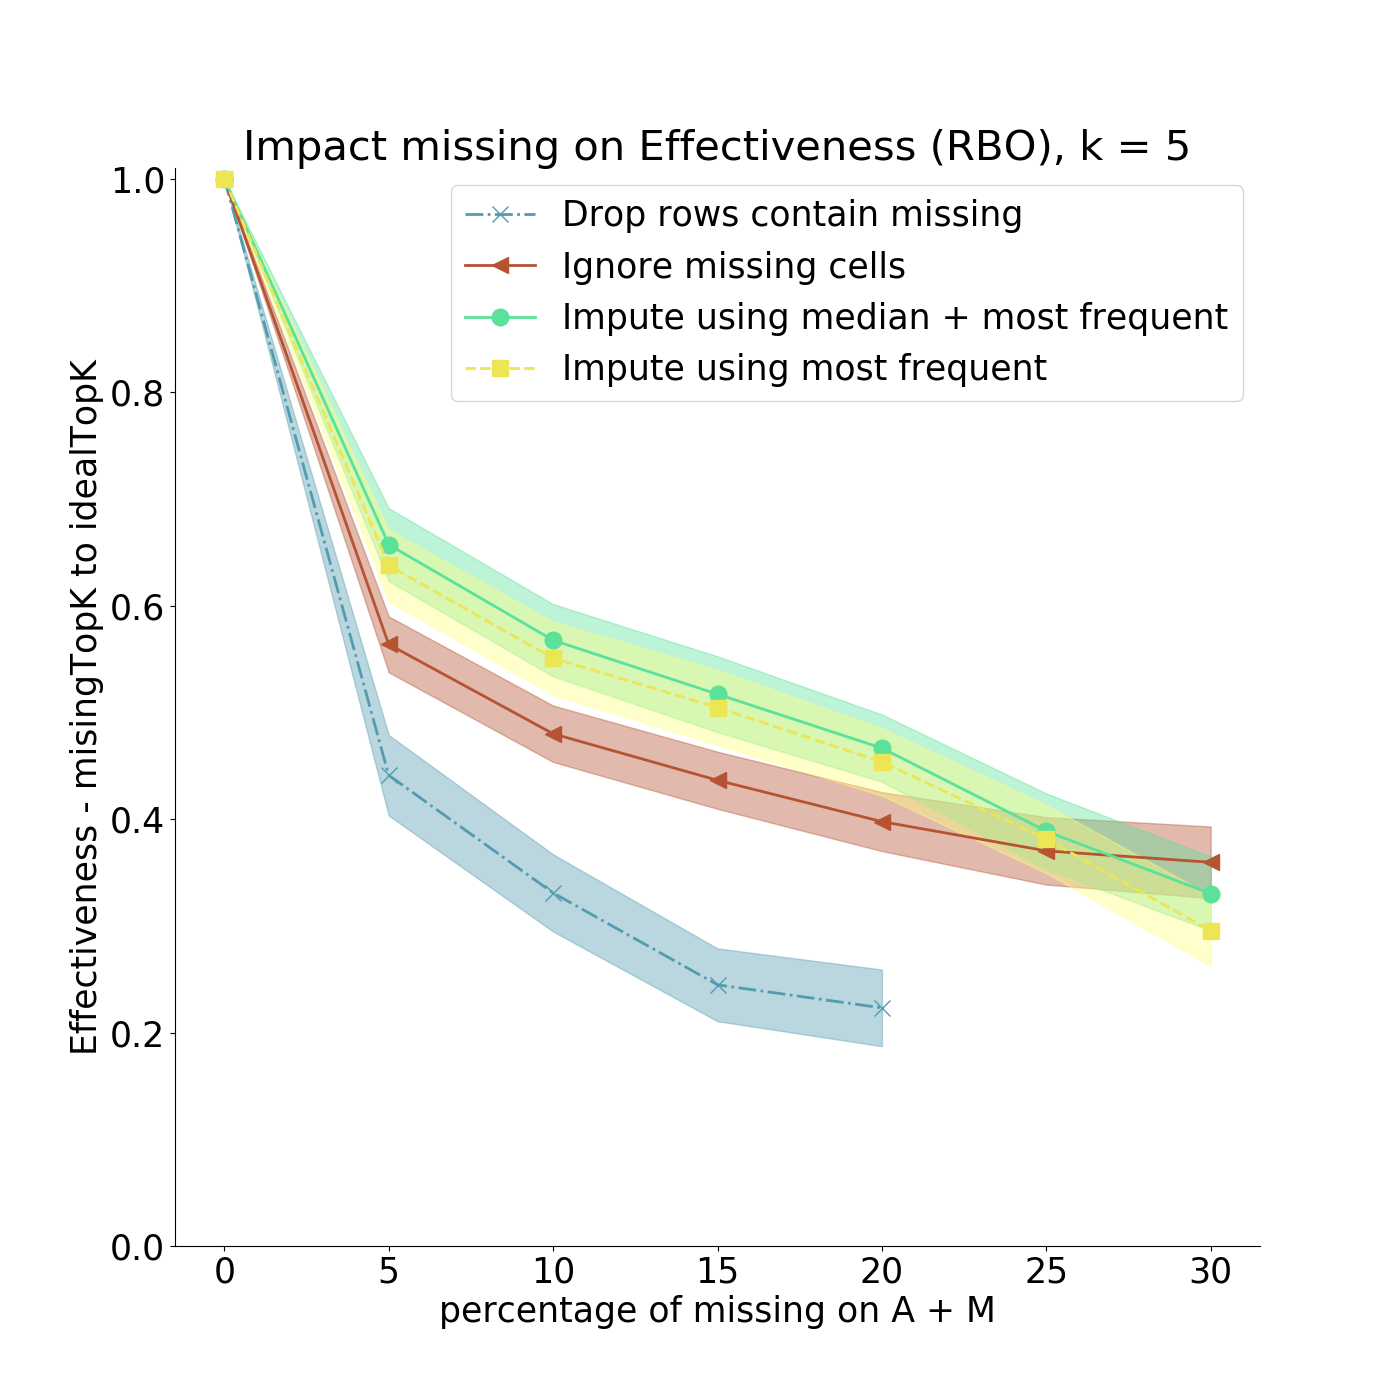 Impact missing on Effectiveness (RBO), k = 5
Drop rows contain missing
Ignore missing cells
Impute using median + most frequent
Impute using most frequent
Effectiveness - misingTopK to idealTopK
1.0
0.8
0.6
0.4
0.2
0.0
0 5 10 15 20 25 30
percentage of missing on A + M